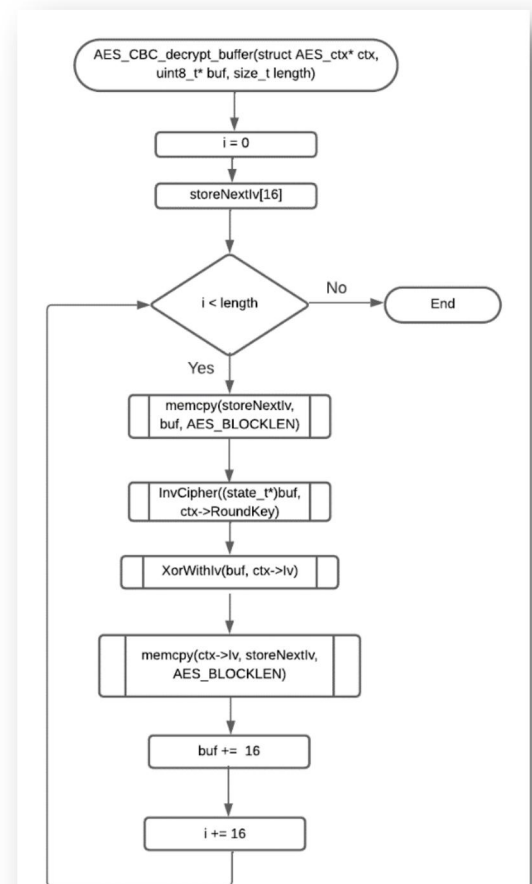 AES_CBC_decrypt_buffer(struct AES_ctx* ctx,
uint8_t* buf, size_t length)
i = 0
storeNextIv[16]
i < length
No
End
Yes
memcpy(storeNextIv,
buf, AES_BLOCKLEN)
InvCipher((state_t*)buf,
ctx->RoundKey)
XorWithIv(buf, ctx->Iv)
memcpy(ctx->Iv, storeNextIv,
AES_BLOCKLEN)
buf += 16
i += 16